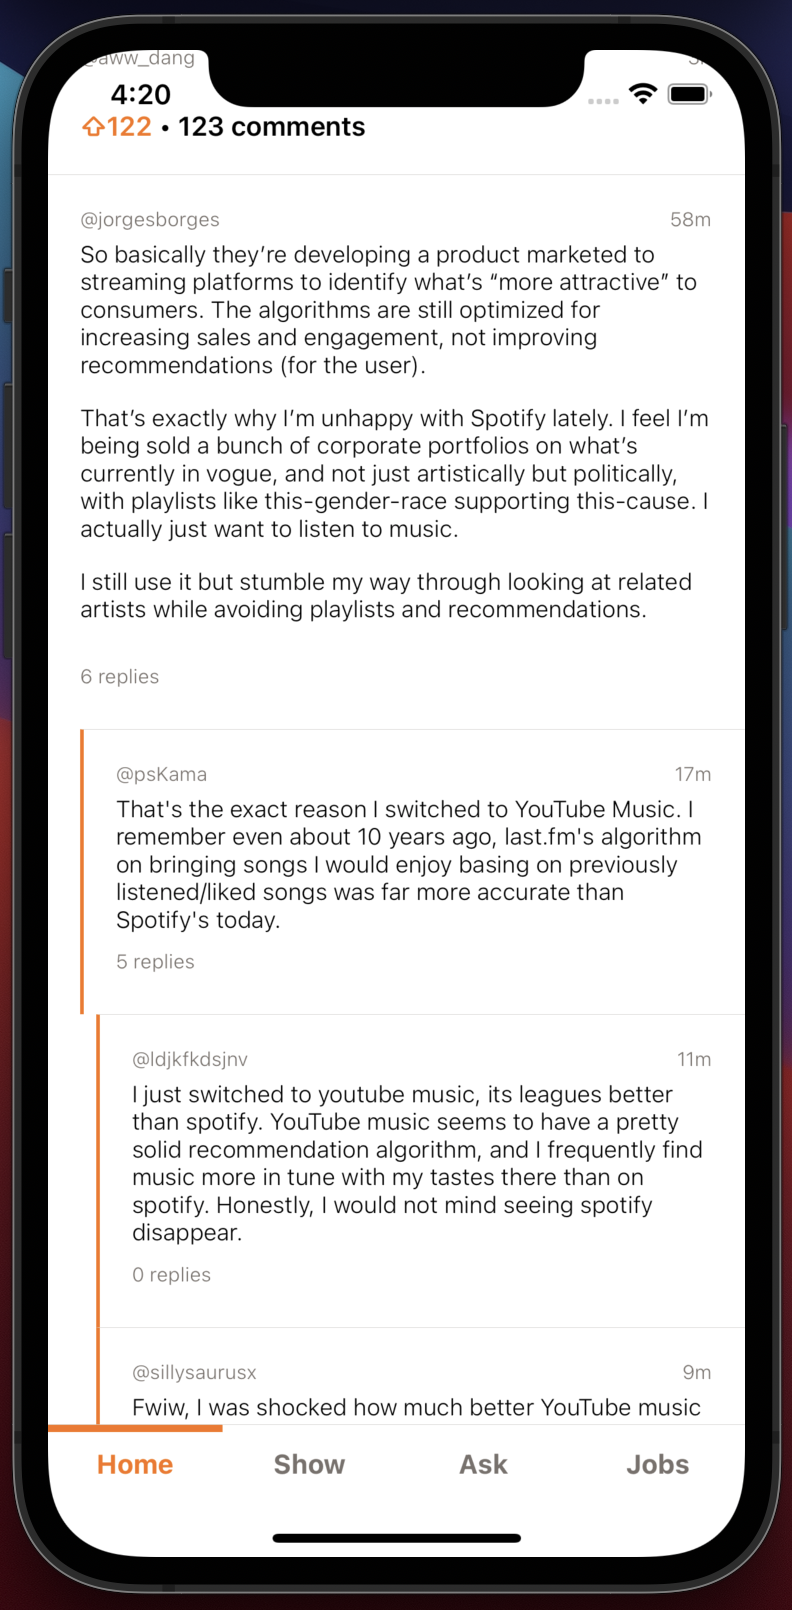 @aww_dang
4:20
122 • 123 comments
@jorgesborges 58m
So basically they’re developing a product marketed to
streaming platforms to identify what’s “more attractive” to
consumers. The algorithms are still optimized for
increasing sales and engagement, not improving
recommendations (for the user).
That’s exactly why I’m unhappy with Spotify lately. I feel I’m
being sold a bunch of corporate portfolios on what’s
currently in vogue, and not just artistically but politically,
with playlists like this-gender-race supporting this-cause. I
actually just want to listen to music.
I still use it but stumble my way through looking at related
artists while avoiding playlists and recommendations.
6 replies
@psKama 17m
That's the exact reason I switched to YouTube Music. I
remember even about 10 years ago, last.fm's algorithm
on bringing songs I would enjoy basing on previously
listened/liked songs was far more accurate than
Spotify's today.
5 replies
@ldjkfkdsjnv 11m
I just switched to youtube music, its leagues better
than spotify. YouTube music seems to have a pretty
solid recommendation algorithm, and I frequently find
music more in tune with my tastes there than on
spotify. Honestly, I would not mind seeing spotify
disappear.
0 replies
@sillysaurusx 9m
Fwiw, I was shocked how much better YouTube music
Home Show Ask Jobs